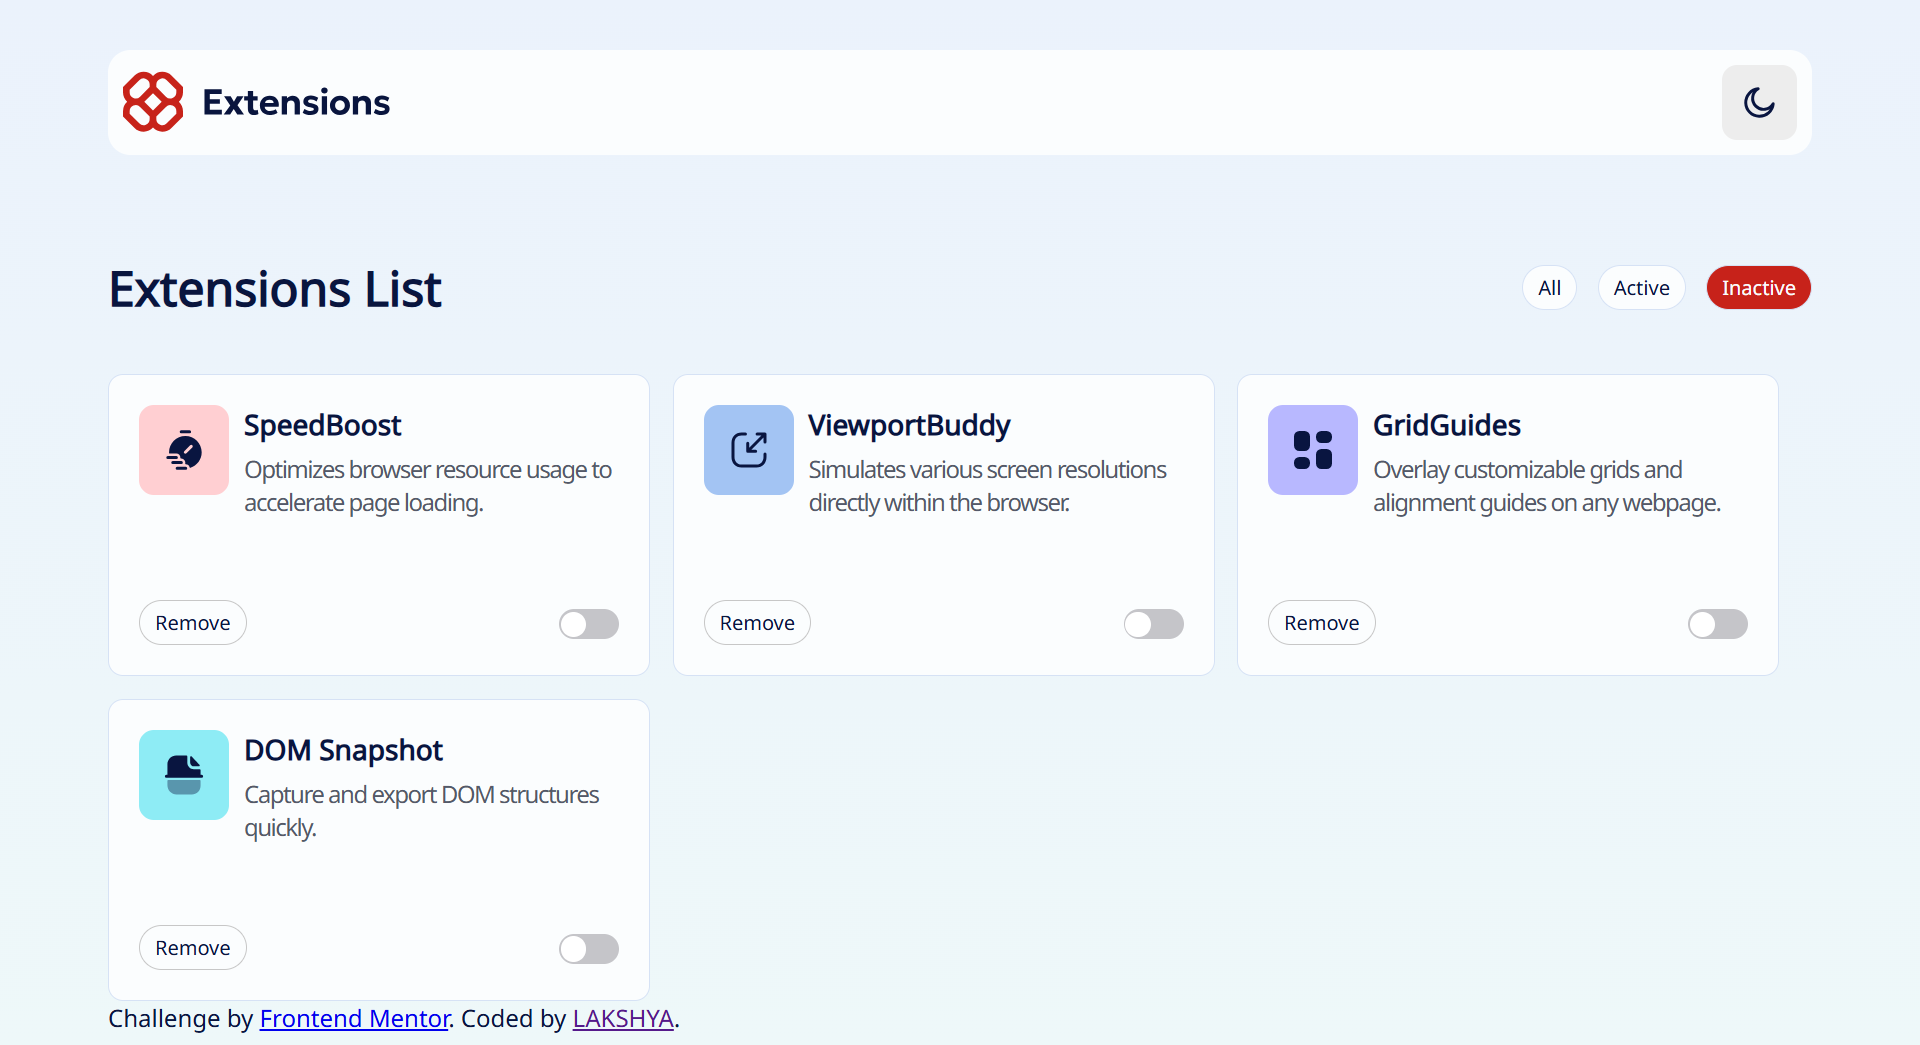 Extensions
Extensions List
All
Active
Inactive
SpeedBoost
Optimizes browser resource usage to
accelerate page loading.
Remove
ViewportBuddy
Simulates various screen resolutions
directly within the browser.
Remove
GridGuides
Overlay customizable grids and
alignment guides on any webpage.
Remove
DOM Snapshot
Capture and export DOM structures
quickly.
Remove
Challenge by Frontend Mentor. Coded by LAKSHYA.